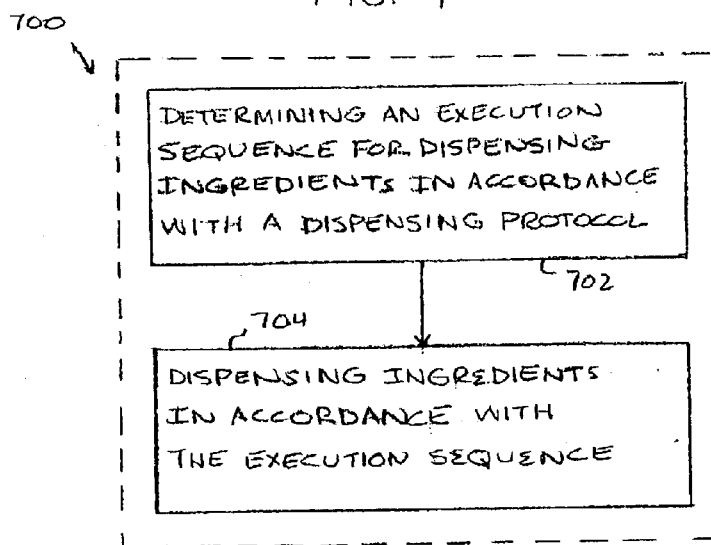 700
DETERMINING AN EXECUTION
SEQUENCE FOR DISPENSING
INGREDIENTS IN ACCORDANCE
WITH A DISPENSING PROTOCOL
702
704
DISPENSING INGREDIENTS
IN ACCORDANCE WITH
THE EXECUTION SEQUENCE